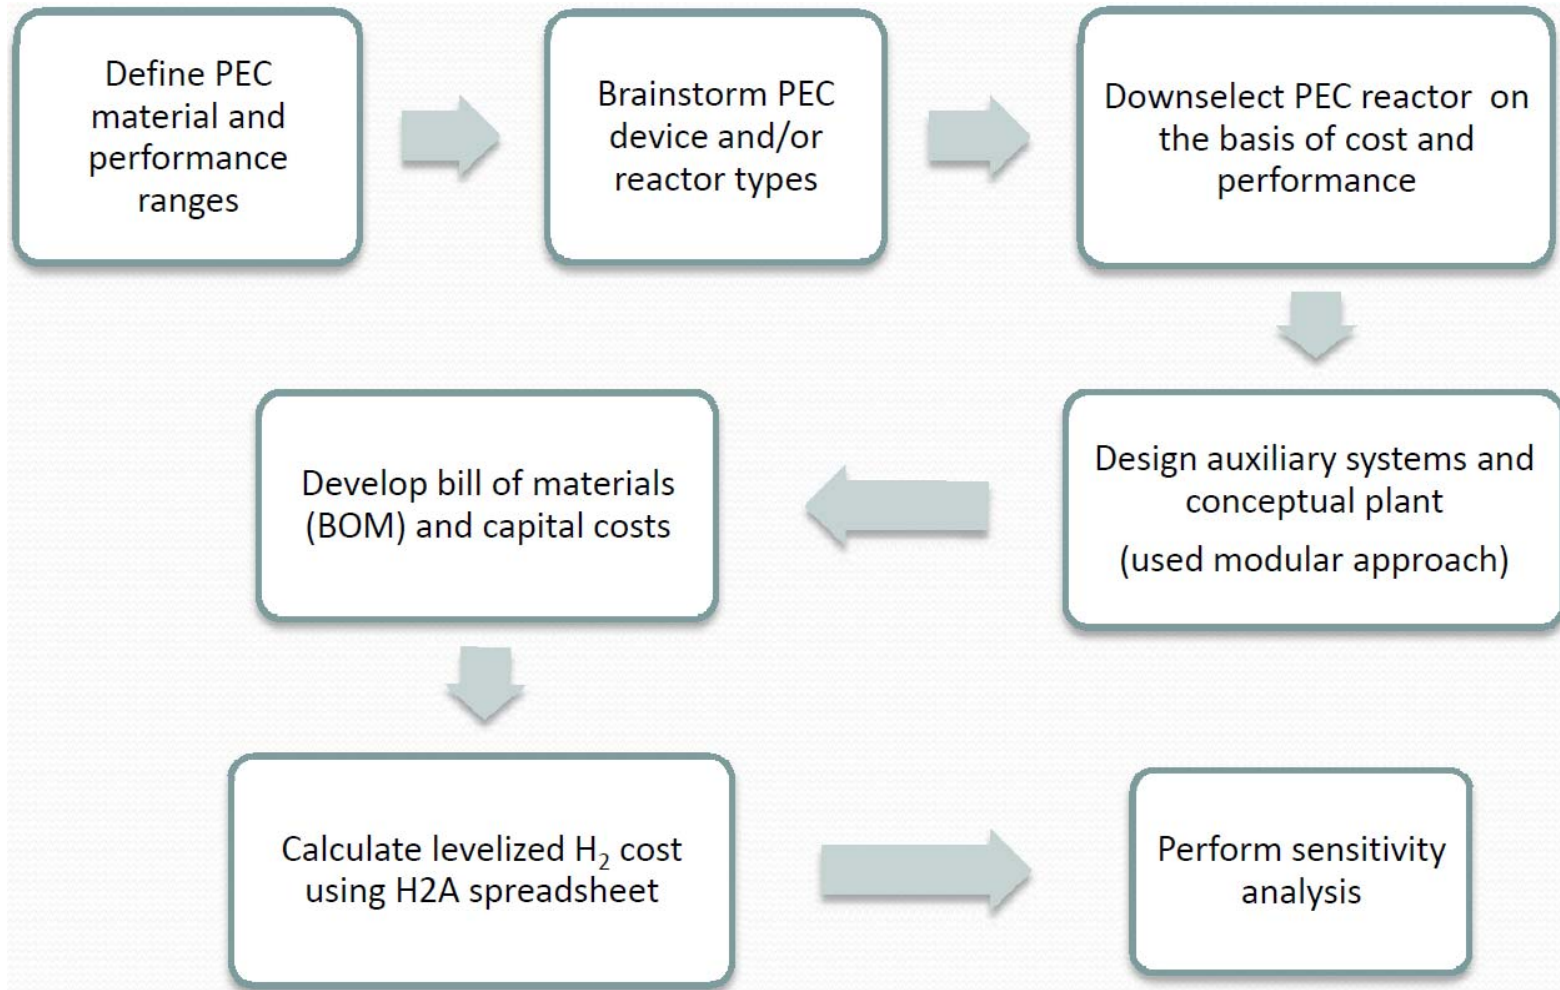 Define PEC
material and
performance
ranges
Brainstorm PEC
device and/or
reactor types
Downselect PEC reactor on
the basis of cost and
performance
Design auxiliary systems and
conceptual plant
(used modular approach)
Develop bill of materials
(BOM) and capital costs
Calculate levelized H₂ cost
using H2A spreadsheet
Perform sensitivity
analysis